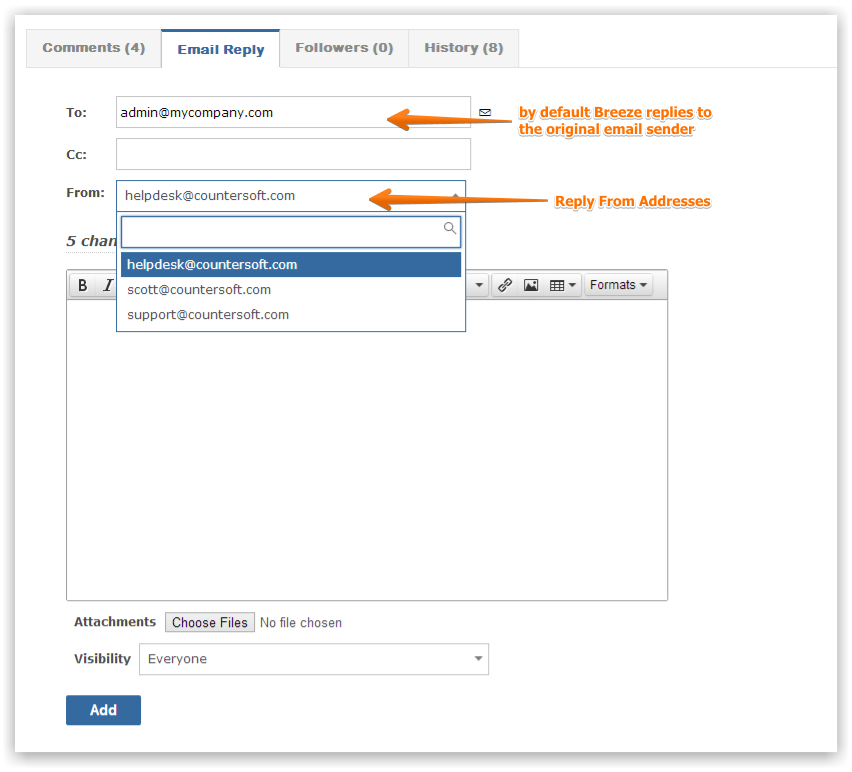 Comments (4) Email Reply Followers (0) History (8)
To: admin@mycompany.com
by default Breeze replies to
the original email sender
Cc:
From: helpdesk@countersoft.com
Reply From Addresses
5 chan
helpdesk@countersoft.com
scott@countersoft.com
support@countersoft.com
B I Formats
Attachments Choose Files No file chosen
Visibility Everyone
Add